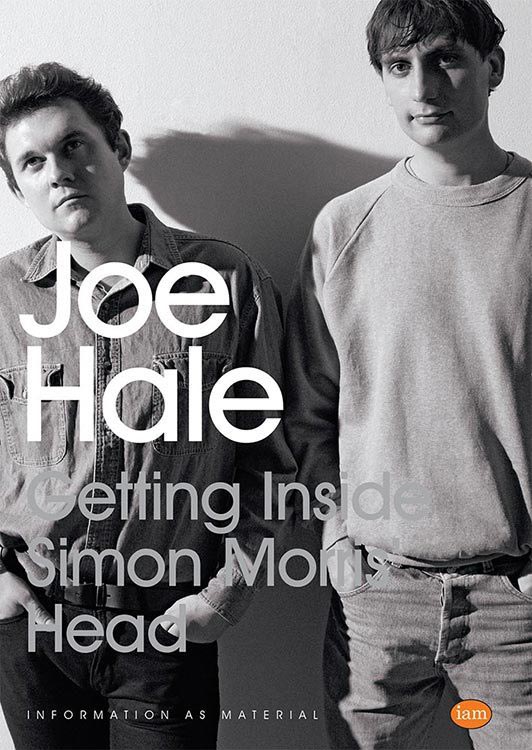 Joe
Hale
Getting Inside
Simon Morris'
Head
INFORMATION AS MATERIAL
iam